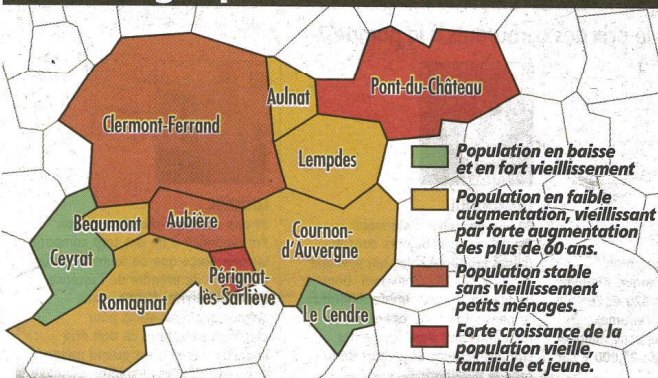 Pont-du-Château
Aulnat
Clermont-Ferrand
Lempdes
Population en baisse
et en fort vieillissement
Population en faible
augmentation, vieillissant
par forte augmentation
des plus de 60 ans.
Beaumont
Aubière
Cournon-
d'Auvergne
Ceyrat
Pérignat-
lès-Sarliève
Population stable
sans vieillissement
petits ménages.
Romagnat
Le Cendre
Forte croissance de la
population vieille,
familiale et jeune.